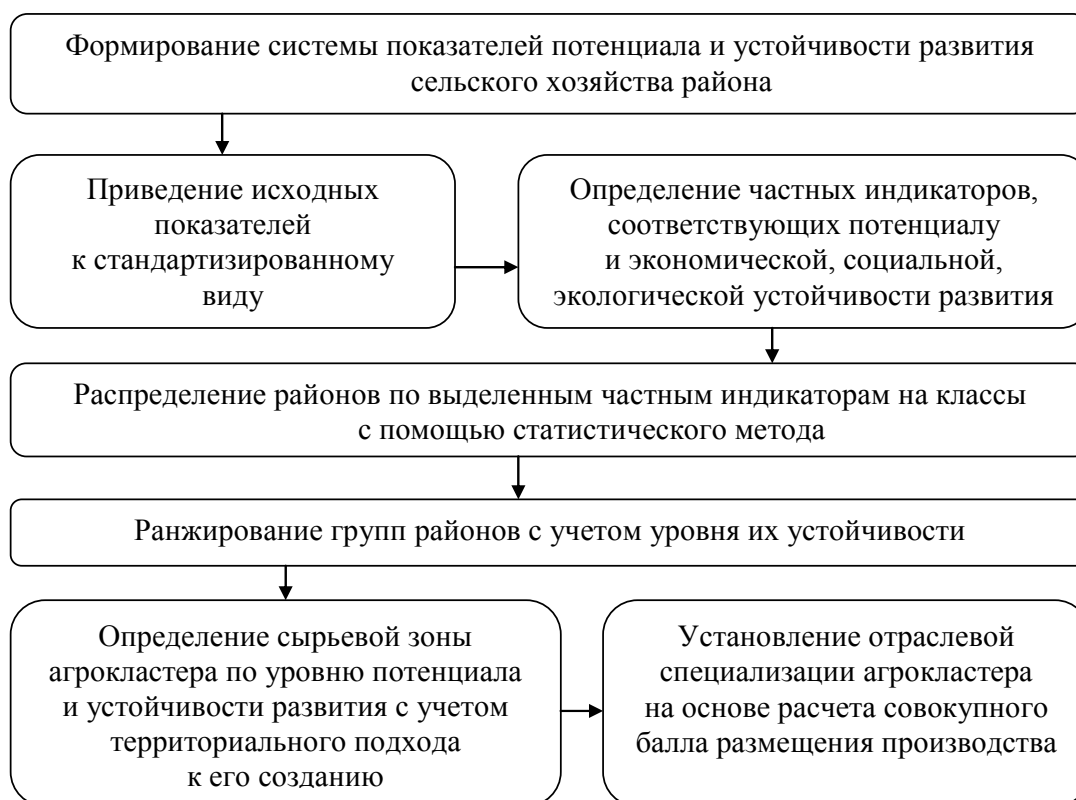 Формирование системы показателей потенциала и устойчивости развития
сельского хозяйства района
Приведение исходных
показателей
к стандартизированному
виду
Определение частных индикаторов,
соответствующих потенциалу
и экономической, социальной,
экологической устойчивости развития
Распределение районов по выделенным частным индикаторам на классы
с помощью статистического метода
Ранжирование групп районов с учетом уровня их устойчивости
Определение сырьевой зоны
агрокластера по уровню потенциала
и устойчивости развития с учетом
территориального подхода
к его созданию
Установление отраслевой
специализации агрокластера
на основе расчета совокупного
балла размещения производства